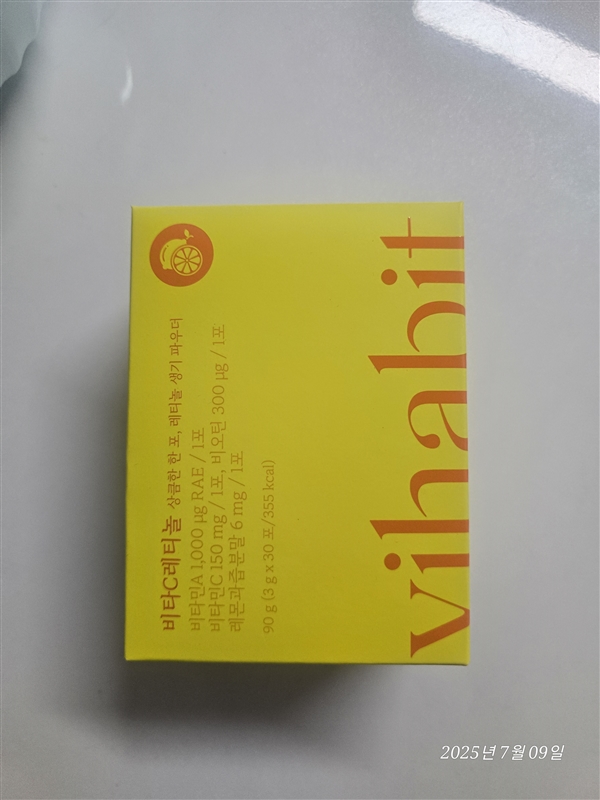 비타C레티놀 상큼한 한 포, 레티놀 생기 파우더
비타민A 1,000 μg RAE / 1포
비타민C 150 mg / 1포, 비오틴 300 μg / 1포
레몬과즙분말 6 mg / 1포
90 g (3 g x 30 포/355 kcal)
vihabit
2025년 7월 09일